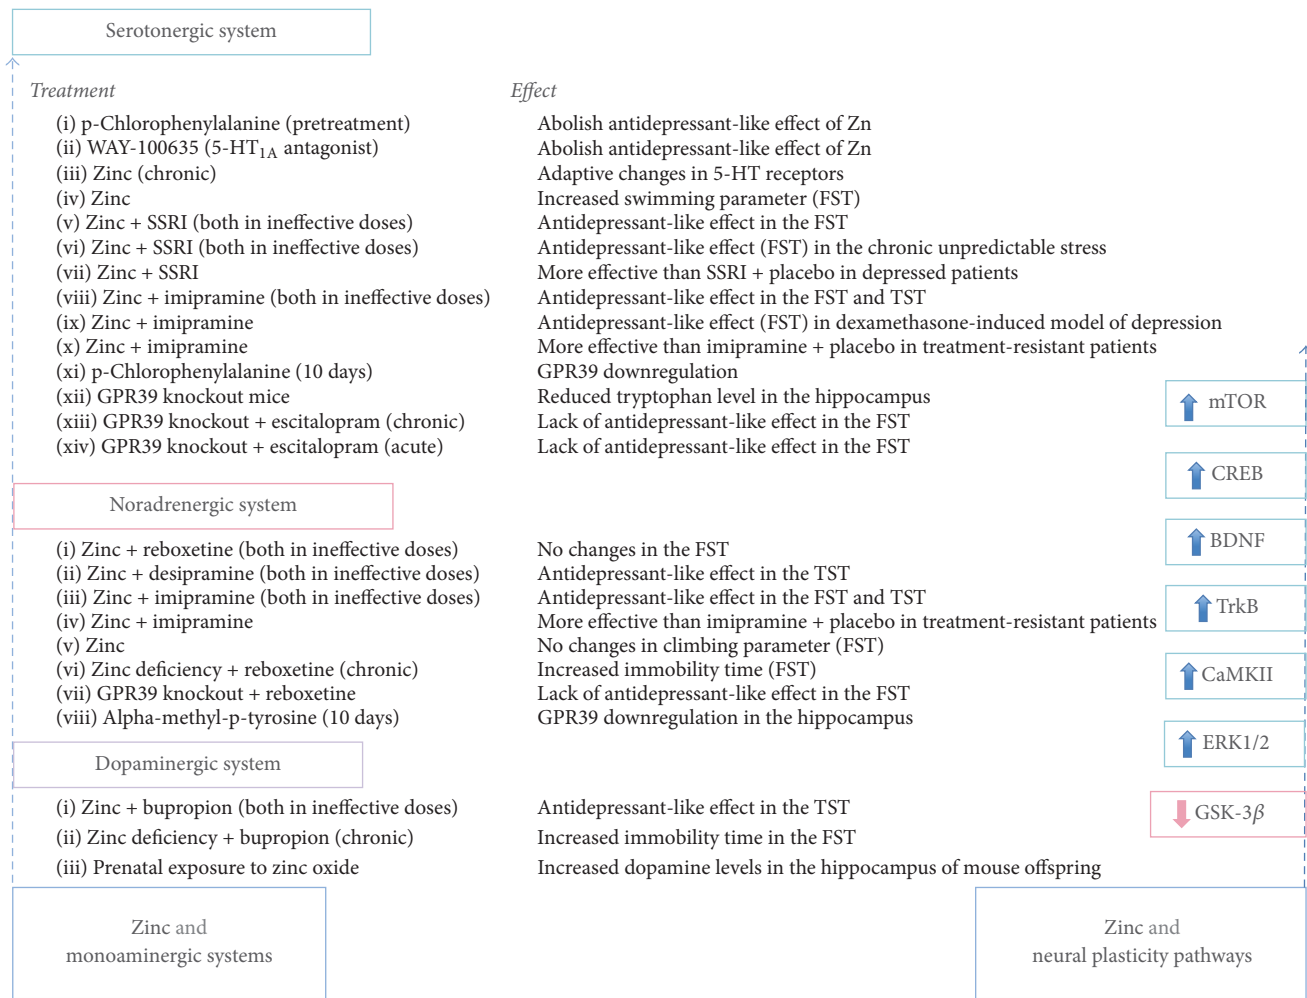 Serotonergic system
Treatment Effect
(i) p-Chlorophenylalanine (pretreatment) Abolish antidepressant-like effect of Zn
(ii) WAY-100635 (5-HT1A antagonist) Abolish antidepressant-like effect of Zn
(iii) Zinc (chronic) Adaptive changes in 5-HT receptors
(iv) Zinc Increased swimming parameter (FST)
(v) Zinc + SSRI (both in ineffective doses) Antidepressant-like effect in the FST
(vi) Zinc + SSRI (both in ineffective doses) Antidepressant-like effect (FST) in the chronic unpredictable stress
(vii) Zinc + SSRI More effective than SSRI + placebo in depressed patients
(viii) Zinc + imipramine (both in ineffective doses) Antidepressant-like effect in the FST and TST
(ix) Zinc + imipramine Antidepressant-like effect (FST) in dexamethasone-induced model of depression
(x) Zinc + imipramine More effective than imipramine + placebo in treatment-resistant patients
(xi) p-Chlorophenylalanine (10 days) GPR39 downregulation
(xii) GPR39 knockout mice Reduced tryptophan level in the hippocampus
(xiii) GPR39 knockout + escitalopram (chronic) Lack of antidepressant-like effect in the FST
(xiv) GPR39 knockout + escitalopram (acute) Lack of antidepressant-like effect in the FST
Noradrenergic system
(i) Zinc + reboxetine (both in ineffective doses) No changes in the FST
(ii) Zinc + desipramine (both in ineffective doses) Antidepressant-like effect in the TST
(iii) Zinc + imipramine (both in ineffective doses) Antidepressant-like effect in the FST and TST
(iv) Zinc + imipramine More effective than imipramine + placebo in treatment-resistant patients
(v) Zinc No changes in climbing parameter (FST)
(vi) Zinc deficiency + reboxetine (chronic) Increased immobility time (FST)
(vii) GPR39 knockout + reboxetine Lack of antidepressant-like effect in the FST
(viii) Alpha-methyl-p-tyrosine (10 days) GPR39 downregulation in the hippocampus
Dopaminergic system
(i) Zinc + bupropion (both in ineffective doses) Antidepressant-like effect in the TST
(ii) Zinc deficiency + bupropion (chronic) Increased immobility time in the FST
(iii) Prenatal exposure to zinc oxide Increased dopamine levels in the hippocampus of mouse offspring
Zinc and
monoaminergic systems
mTOR
CREB
BDNF
TrkB
CaMKII
ERK1/2
GSK-3β
Zinc and
neural plasticity pathways